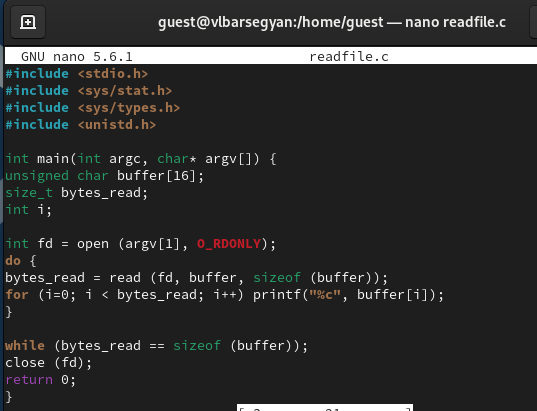 guest@vlbarsegyan:/home/guest — nano readfile.c
GNU nano 5.6.1 readfile.c
#include <stdio.h>
#include <sys/stat.h>
#include <sys/types.h>
#include <unistd.h>
int main(int argc, char* argv[]) {
unsigned char buffer[16];
size_t bytes_read;
int i;
int fd = open (argv[1], O_RDONLY);
do {
bytes_read = read (fd, buffer, sizeof (buffer));
for (i=0; i < bytes_read; i++) printf("%c", buffer[i]);
}
while (bytes_read == sizeof (buffer));
close (fd);
return 0;
}